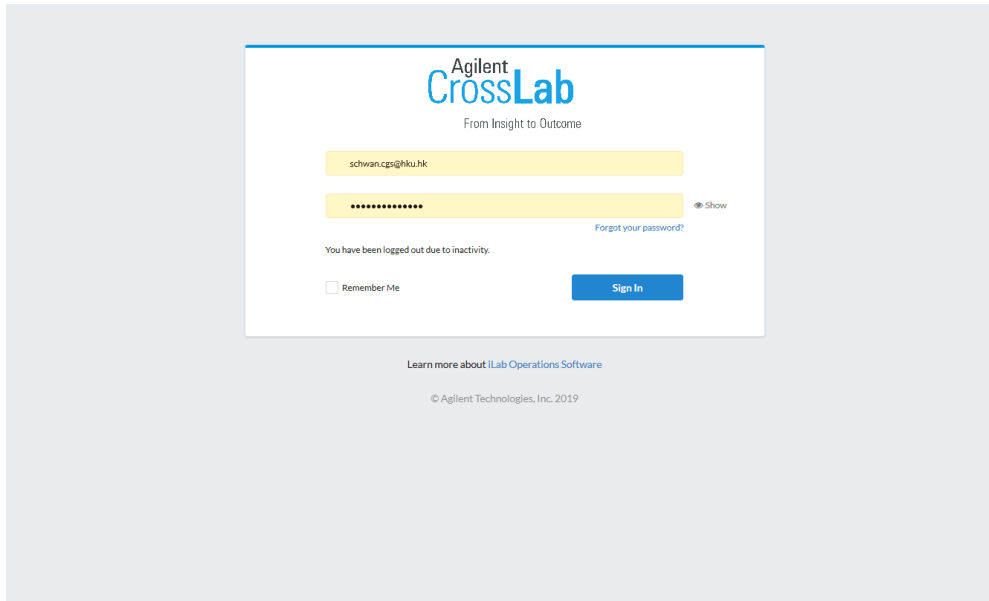 Agilent
CrossLab
From Insight to Outcome
schwan.cgs@hku.hk
••••••••••••••
Show
Forgot your password?
You have been logged out due to inactivity.
Remember Me
Sign In
Learn more about iLab Operations Software
© Agilent Technologies, Inc. 2019